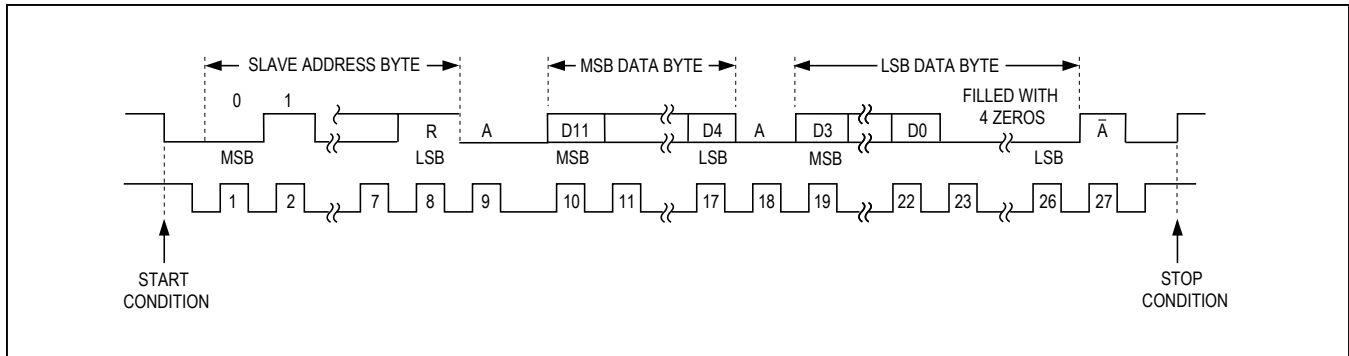 SLAVE ADDRESS BYTE MSB DATA BYTE LSB DATA BYTE
0 1 FILLED WITH
4 ZEROS
R A D11 D4 A D3 D0 A̅
MSB LSB MSB LSB MSB LSB
1 2 7 8 9 10 11 17 18 19 22 23 26 27
START
CONDITION
STOP
CONDITION